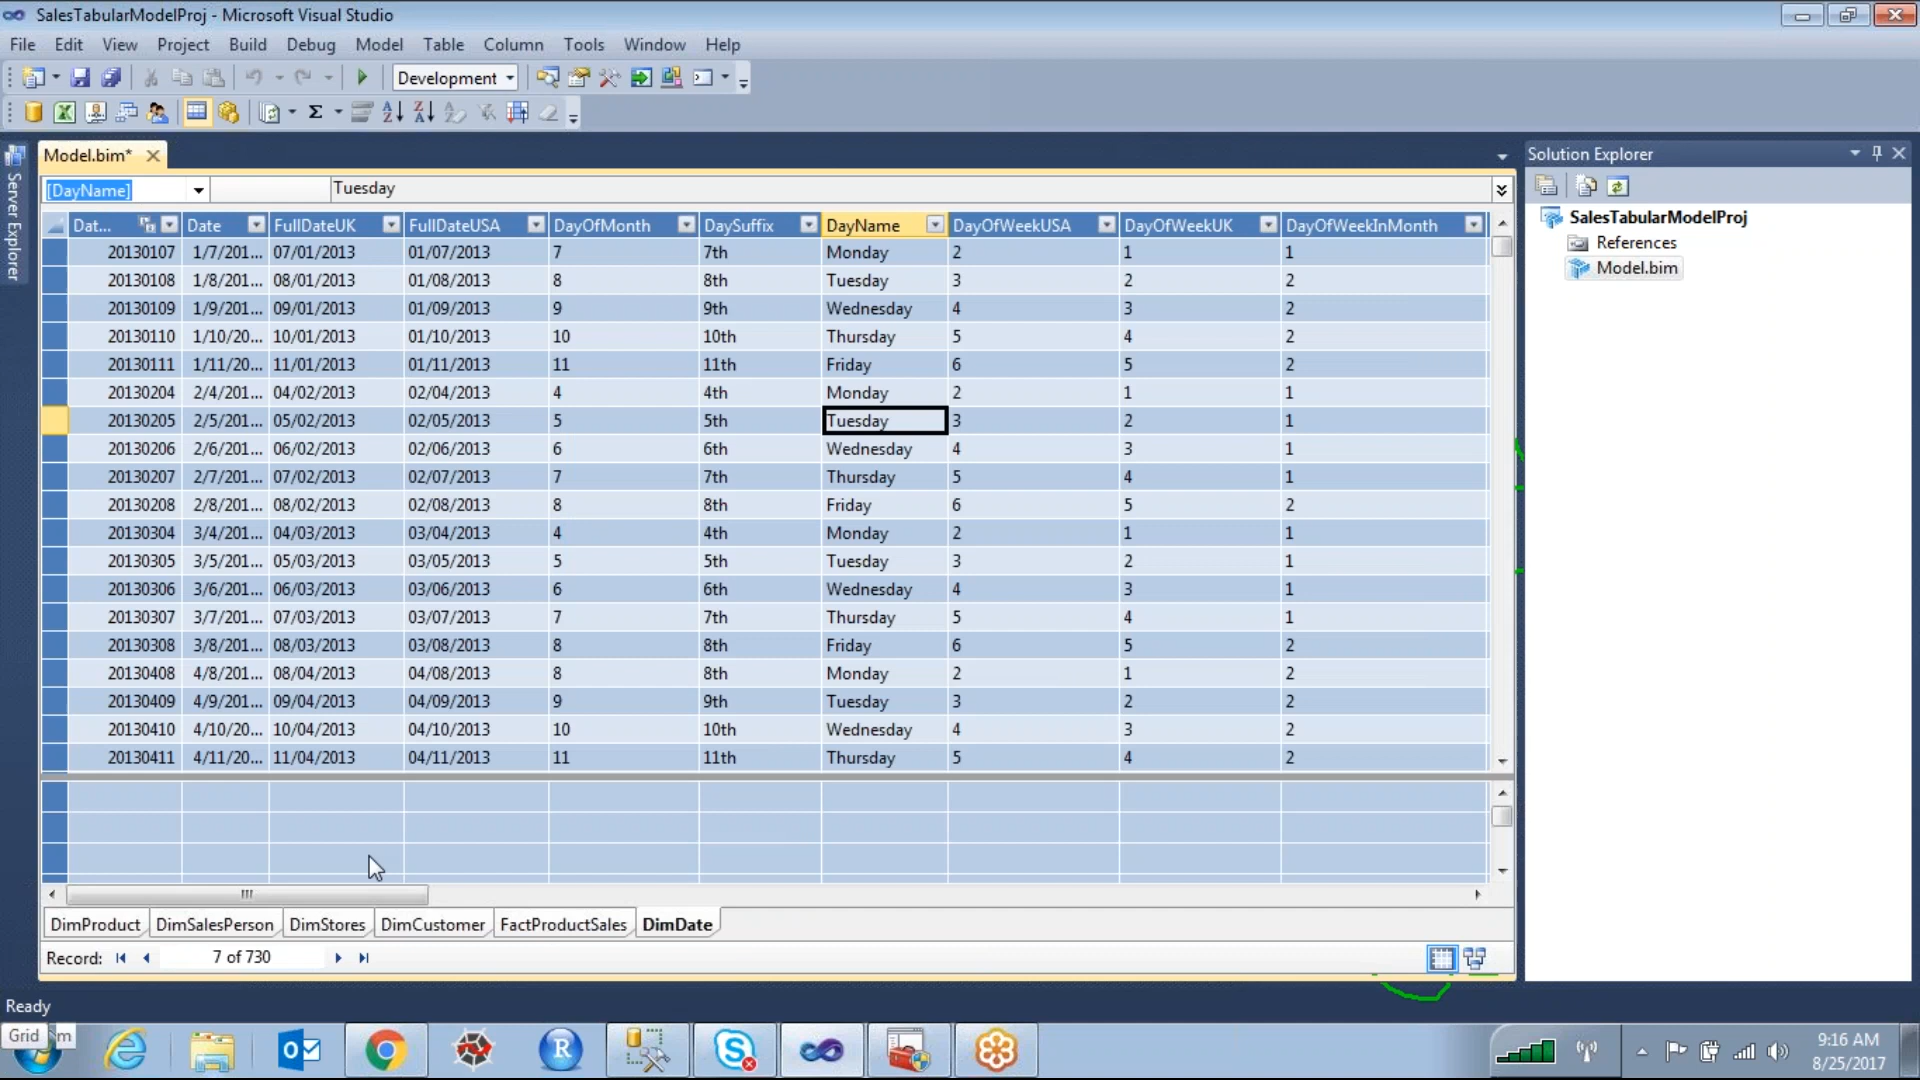 SalesTabularModelProj - Microsoft Visual Studio
File Edit View Project Build Debug Model Table Column Tools Window Help
Development
Model.bim*
Server Explorer
[DayName] Tuesday
Dat... Date FullDateUK FullDateUSA DayOfMonth DaySuffix DayName DayOfWeekUSA DayOfWeekUK DayOfWeekInMonth
20130107 1/7/201... 07/01/2013 01/07/2013 7 7th Monday 2 1 1
20130108 1/8/201... 08/01/2013 01/08/2013 8 8th Tuesday 3 2 2
20130109 1/9/201... 09/01/2013 01/09/2013 9 9th Wednesday 4 3 2
20130110 1/10/20... 10/01/2013 01/10/2013 10 10th Thursday 5 4 2
20130111 1/11/20... 11/01/2013 01/11/2013 11 11th Friday 6 5 2
20130204 2/4/201... 04/02/2013 02/04/2013 4 4th Monday 2 1 1
20130205 2/5/201... 05/02/2013 02/05/2013 5 5th Tuesday 3 2 1
20130206 2/6/201... 06/02/2013 02/06/2013 6 6th Wednesday 4 3 1
20130207 2/7/201... 07/02/2013 02/07/2013 7 7th Thursday 5 4 1
20130208 2/8/201... 08/02/2013 02/08/2013 8 8th Friday 6 5 2
20130304 3/4/201... 04/03/2013 03/04/2013 4 4th Monday 2 1 1
20130305 3/5/201... 05/03/2013 03/05/2013 5 5th Tuesday 3 2 1
20130306 3/6/201... 06/03/2013 03/06/2013 6 6th Wednesday 4 3 1
20130307 3/7/201... 07/03/2013 03/07/2013 7 7th Thursday 5 4 1
20130308 3/8/201... 08/03/2013 03/08/2013 8 8th Friday 6 5 2
20130408 4/8/201... 08/04/2013 04/08/2013 8 8th Monday 2 1 2
20130409 4/9/201... 09/04/2013 04/09/2013 9 9th Tuesday 3 2 2
20130410 4/10/20... 10/04/2013 04/10/2013 10 10th Wednesday 4 3 2
20130411 4/11/20... 11/04/2013 04/11/2013 11 11th Thursday 5 4 2
DimProduct DimSalesPerson DimStores DimCustomer FactProductSales DimDate
Record: 7 of 730
Solution Explorer
SalesTabularModelProj
References
Model.bim
Ready
Grid m
9:16 AM
8/25/2017